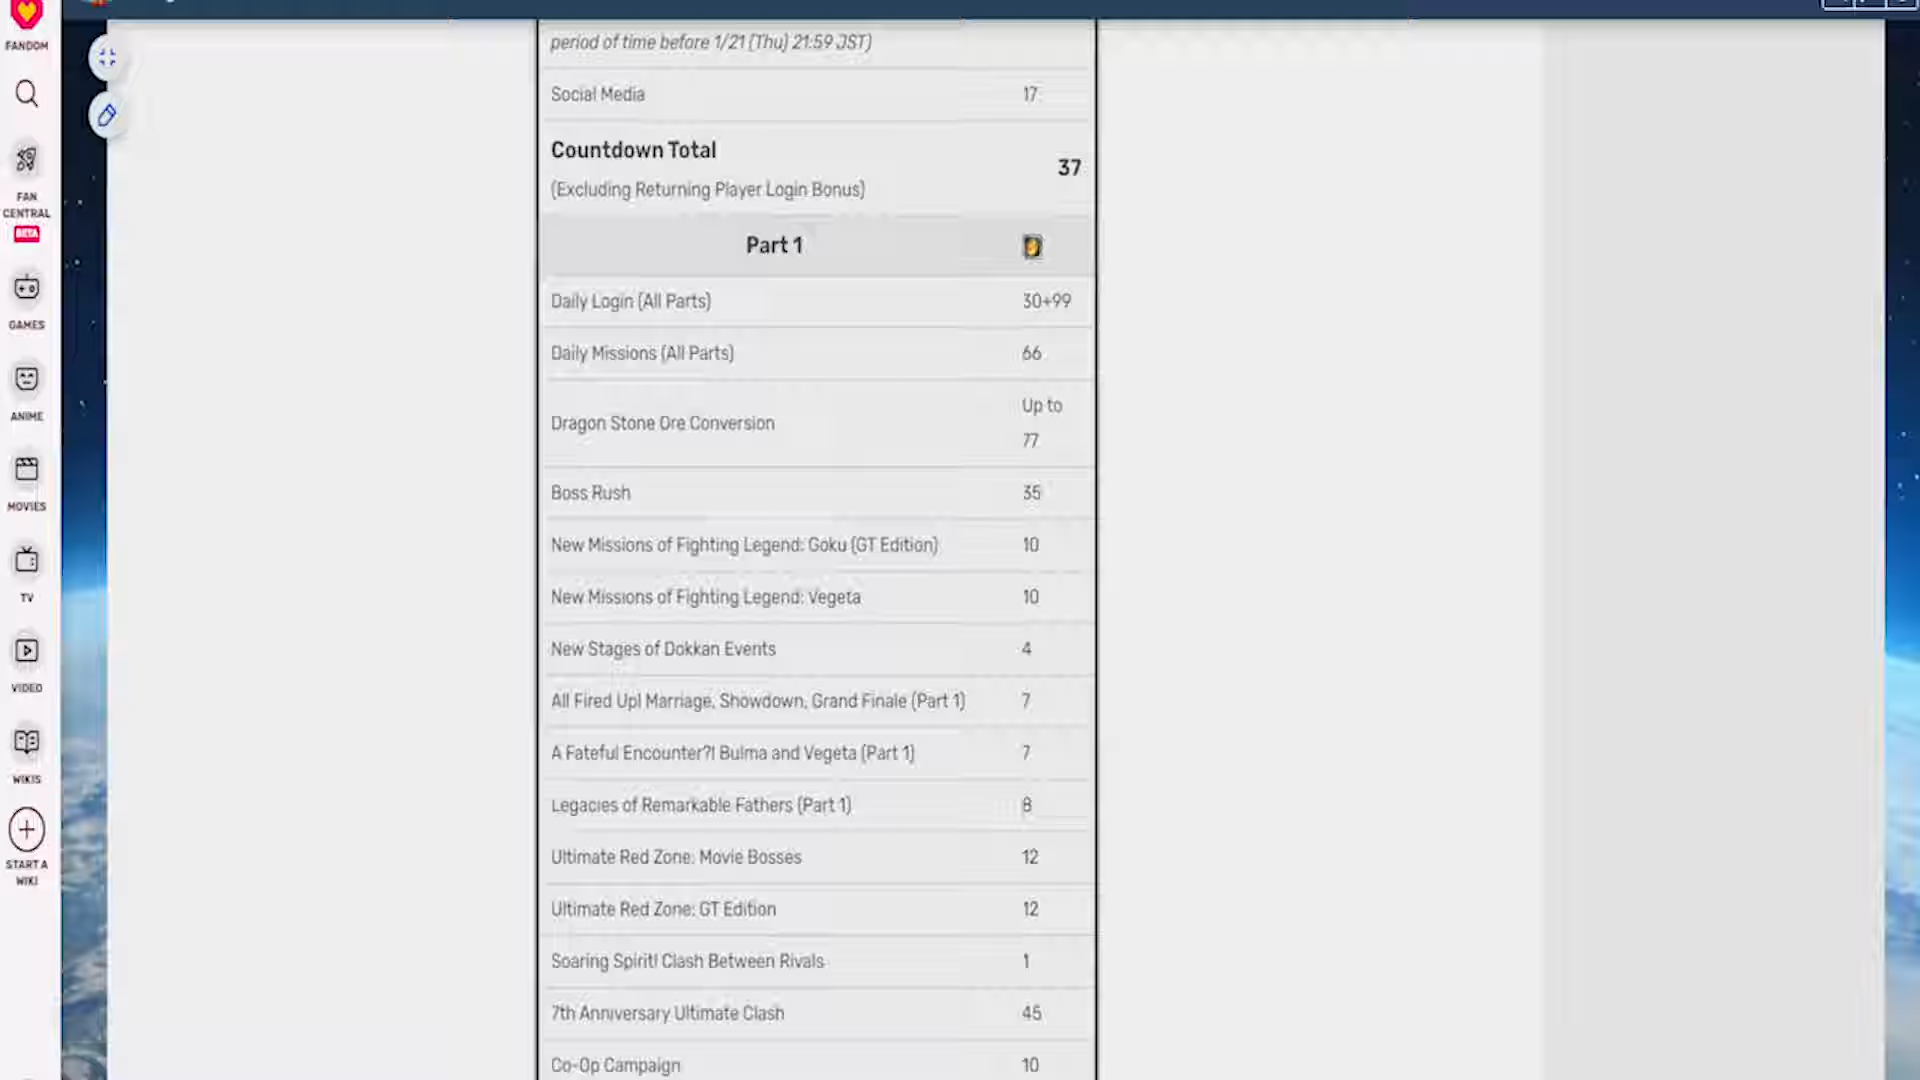 FANDOM
FAN
CENTRAL
BETA
GAMES
ANIME
MOVIES
TV
VIDEO
WIKIS
START A
WIKI
period of time before 1/21 (Thu) 21:59 JST)
Social Media 17
Countdown Total 37
(Excluding Returning Player Login Bonus)
Part 1
Daily Login (All Parts) 30+99
Daily Missions (All Parts) 66
Dragon Stone Ore Conversion Up to
77
Boss Rush 35
New Missions of Fighting Legend: Goku (GT Edition) 10
New Missions of Fighting Legend: Vegeta 10
New Stages of Dokkan Events 4
All Fired Up! Marriage, Showdown, Grand Finale (Part 1) 7
A Fateful Encounter?! Bulma and Vegeta (Part 1) 7
Legacies of Remarkable Fathers (Part 1) 8
Ultimate Red Zone: Movie Bosses 12
Ultimate Red Zone: GT Edition 12
Soaring Spirit! Clash Between Rivals 1
7th Anniversary Ultimate Clash 45
Co-Op Campaign 10